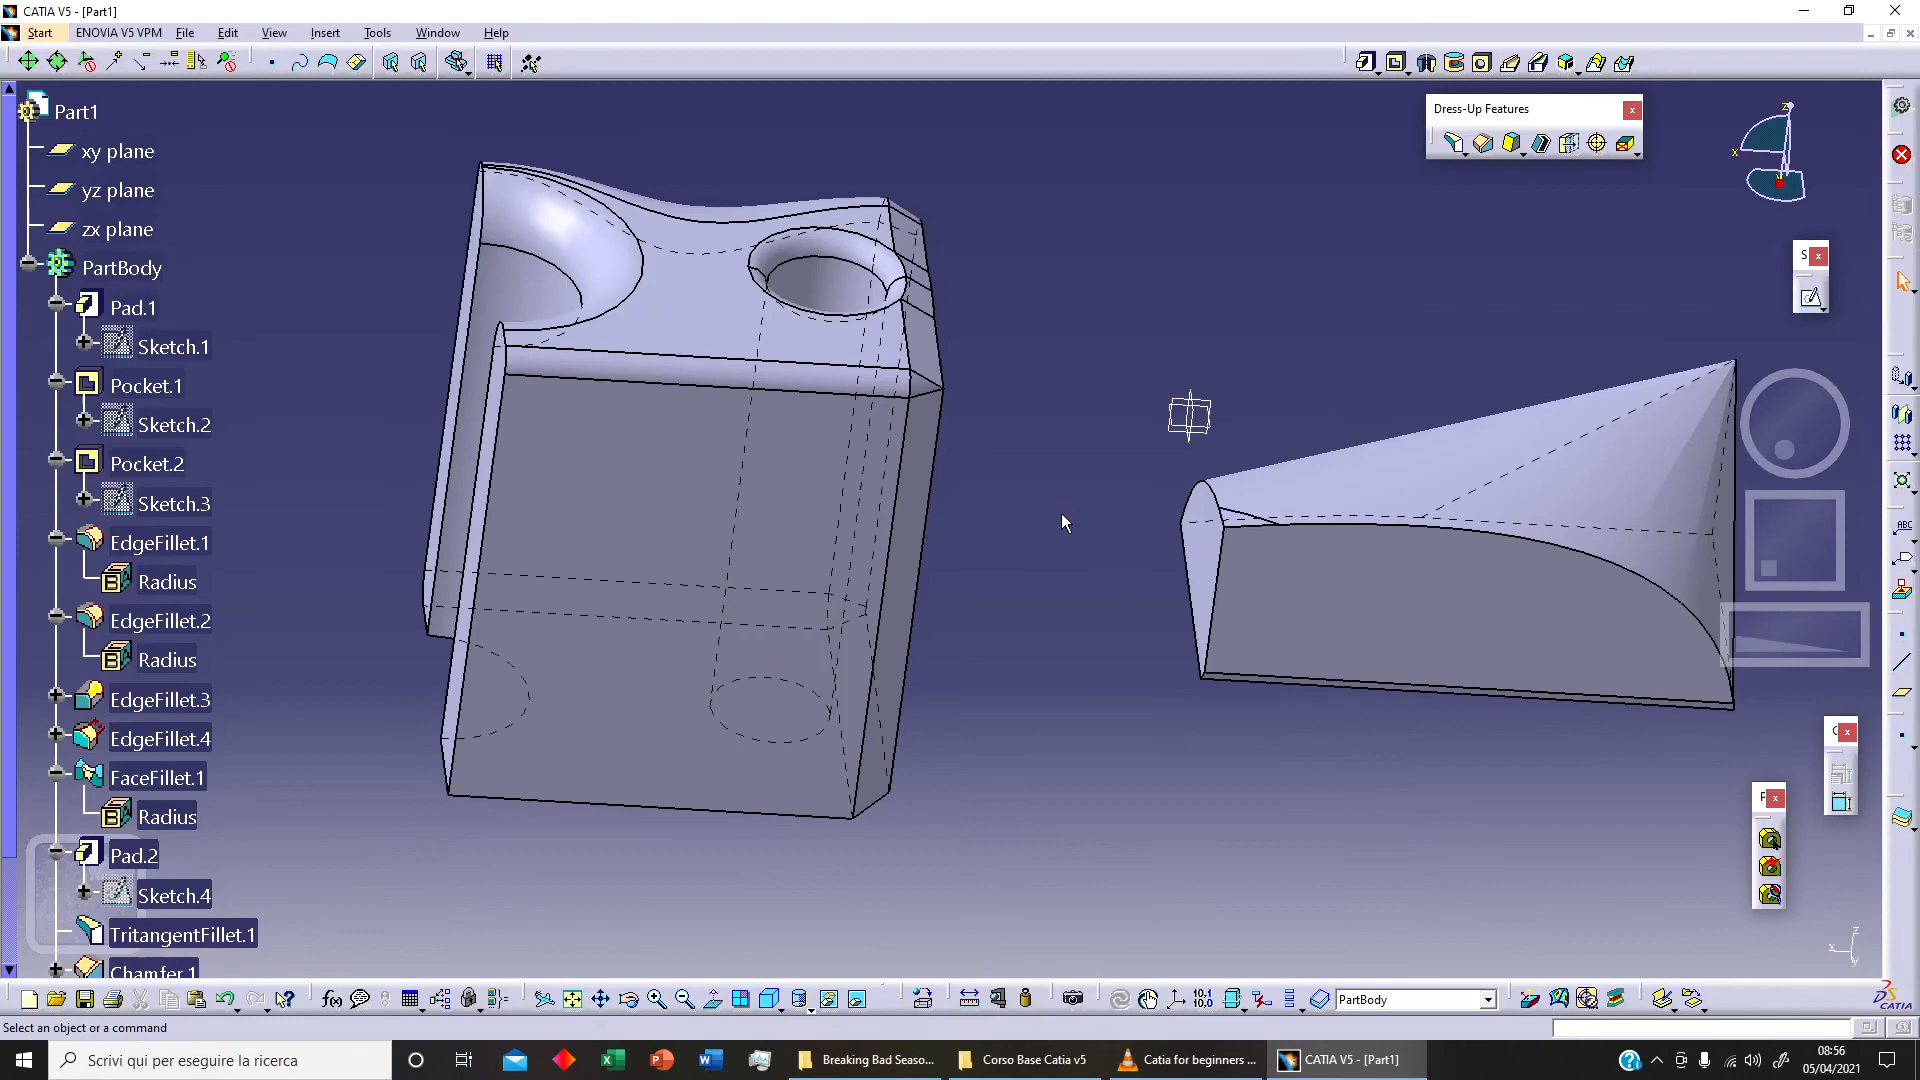 CATIA V5 - [Part1]
Start ENOVIA V5 VPM File Edit View Insert Tools Window Help
Dress-Up Features
Part1
xy plane
yz plane
zx plane
PartBody
Pad.1
Sketch.1
Pocket.1
Sketch.2
Pocket.2
Sketch.3
EdgeFillet.1
Radius
EdgeFillet.2
Radius
EdgeFillet.3
EdgeFillet.4
FaceFillet.1
Radius
Pad.2
Sketch.4
TritangentFillet.1
Chamfer.1
z
x
S
ABC
P
z
x
y
PartBody
CATIA
Select an object or a command
Scrivi qui per eseguire la ricerca
Breaking Bad Seaso...
Corso Base Catia v5
Catia for beginners ...
CATIA V5 - [Part1]
08:56
05/04/2021